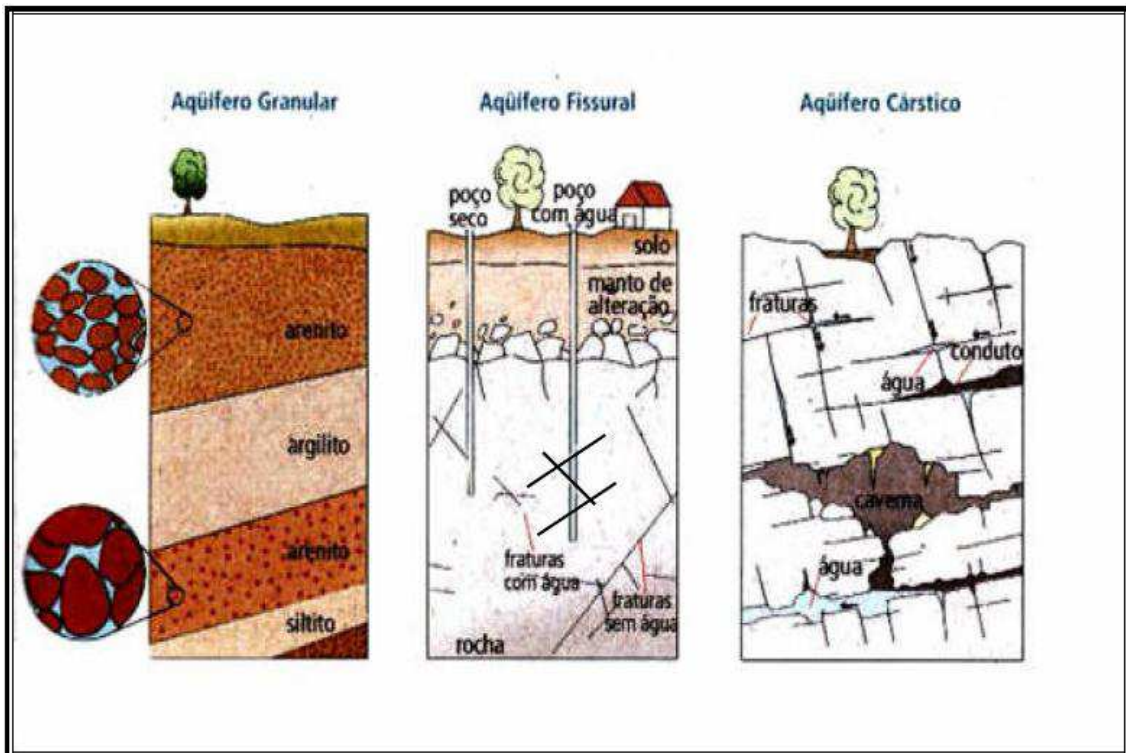 Aqüífero Granular
arenito
argilito
arenito
siltito
Aqüífero Fissural
poço
seco
poço
com água
solo
manto de
alteração
fraturas
com água
fraturas
sem água
rocha
Aqüífero Cárstico
fraturas
conduto
água
caverna
água